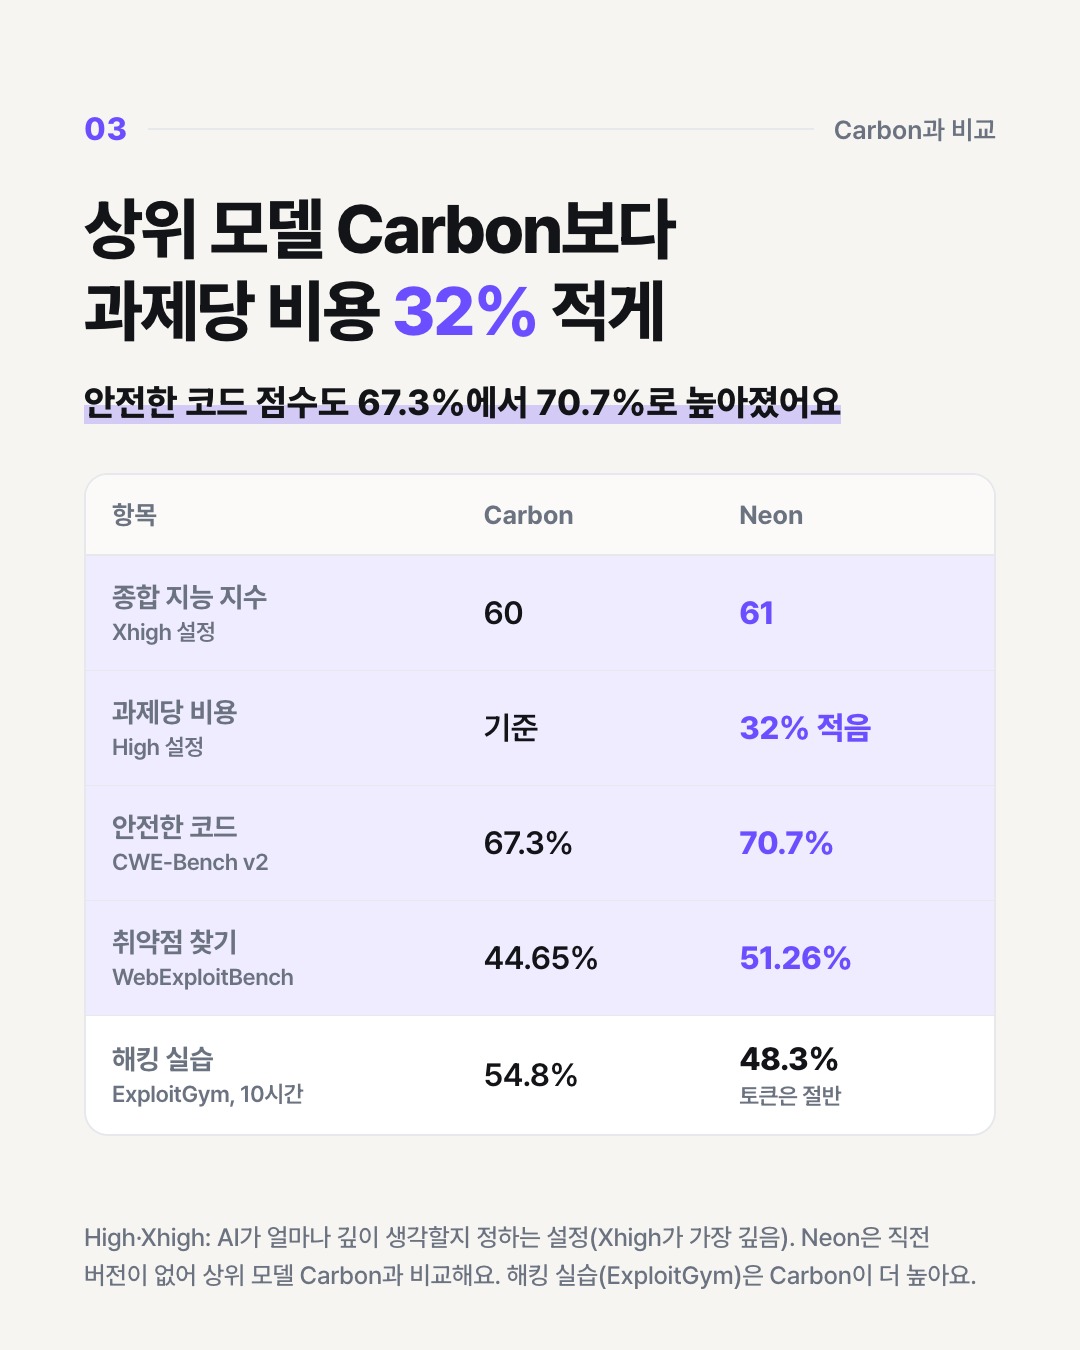 03
Carbon과 비교
상위 모델 Carbon보다
과제당 비용 32% 적게
안전한 코드 점수도 67.3%에서 70.7%로 높아졌어요
항목 Carbon Neon
종합 지능 지수
Xhigh 설정
60
61
과제당 비용
High 설정
기준
32% 적음
안전한 코드
CWE-Bench v2
67.3%
70.7%
취약점 찾기
WebExploitBench
44.65%
51.26%
해킹 실습
ExploitGym, 10시간
54.8%
48.3%
토큰은 절반
High·Xhigh: AI가 얼마나 깊이 생각할지 정하는 설정(Xhigh가 가장 깊음). Neon은 직전
버전이 없어 상위 모델 Carbon과 비교해요. 해킹 실습(ExploitGym)은 Carbon이 더 높아요.